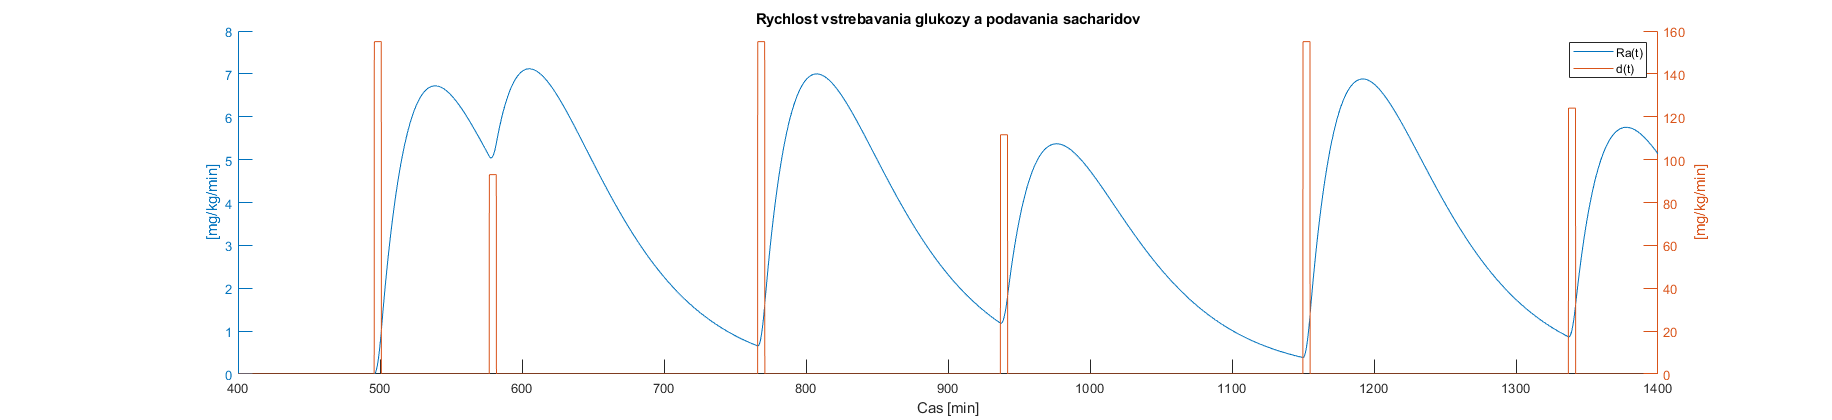 Rychlost vstrebavania glukozy a podavania sacharidov
Ra(t)
d(t)
[mg/kg/min]
8
7
6
5
4
3
2
1
0
160
140
120
100
80
60
40
20
0
[mg/kg/min]
400 500 600 700 800 900 1000 1100 1200 1300 1400
Cas [min]